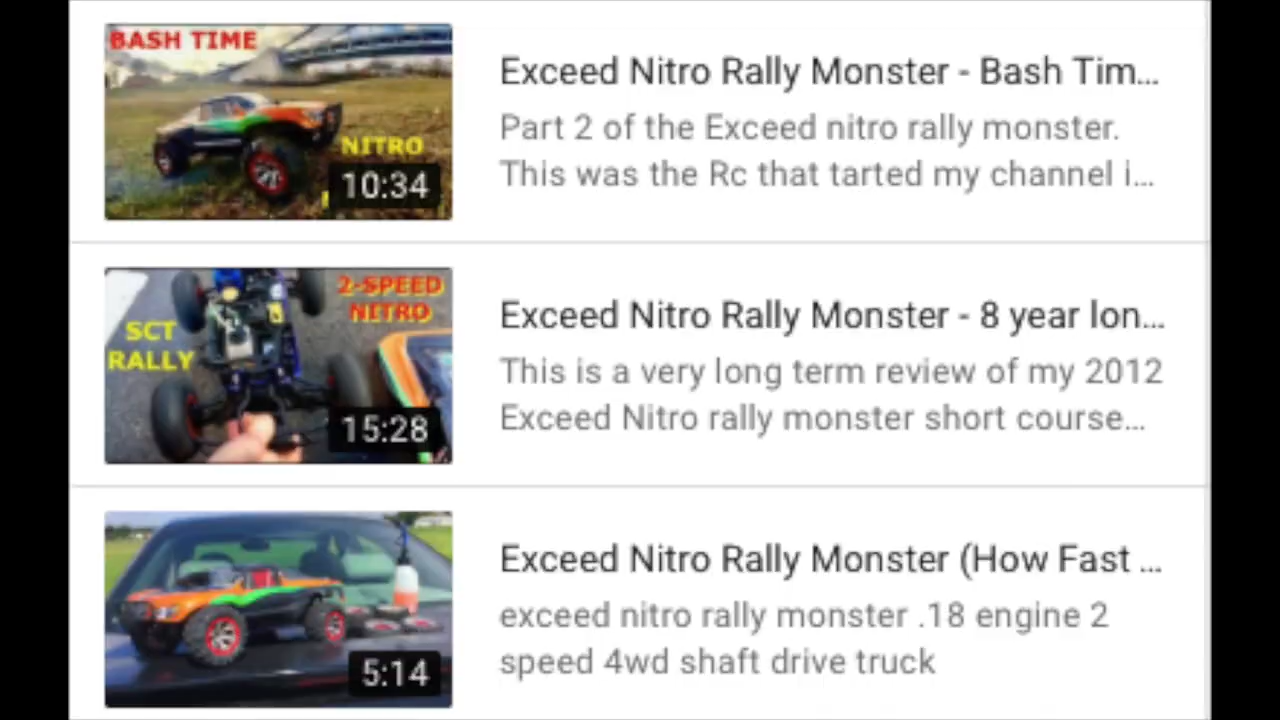 BASH TIME
NITRO
10:34
Exceed Nitro Rally Monster - Bash Tim...
Part 2 of the Exceed nitro rally monster.
This was the Rc that tarted my channel i...
2-SPEED
NITRO
SCT
RALLY
15:28
Exceed Nitro Rally Monster - 8 year lon...
This is a very long term review of my 2012
Exceed Nitro rally monster short course...
5:14
Exceed Nitro Rally Monster (How Fast ...
exceed nitro rally monster .18 engine 2
speed 4wd shaft drive truck